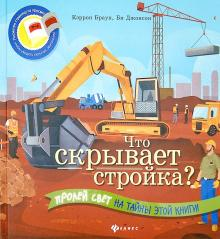 Кэррон Браун, Би Джонсон
Что
скрывает
стройка?
ПРОЛЕЙ СВЕТ НА ТАЙНЫ ЭТОЙ КНИГИ!
ФЕНИКС